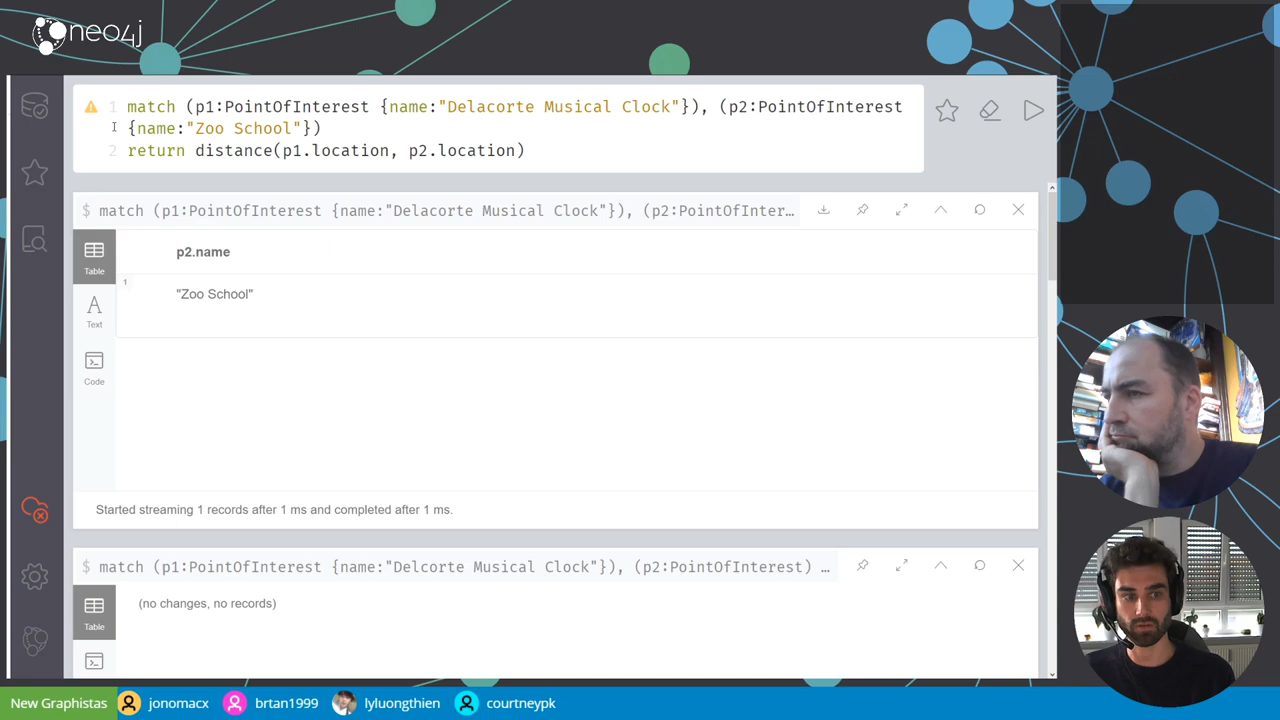 neo4j
1 match (p1:PointOfInterest {name:"Delacorte Musical Clock"}), (p2:PointOfInterest
{name:"Zoo School"})
2 return distance(p1.location, p2.location)
$ match (p1:PointOfInterest {name:"Delacorte Musical Clock"}), (p2:PointOfInter…
Table
p2.name
1
"Zoo School"
Text
Code
Started streaming 1 records after 1 ms and completed after 1 ms.
$ match (p1:PointOfInterest {name:"Delcorte Musical Clock"}), (p2:PointOfInterest) …
Table
(no changes, no records)
New Graphistas jonomacx brtan1999 lyluongthien courtneypk